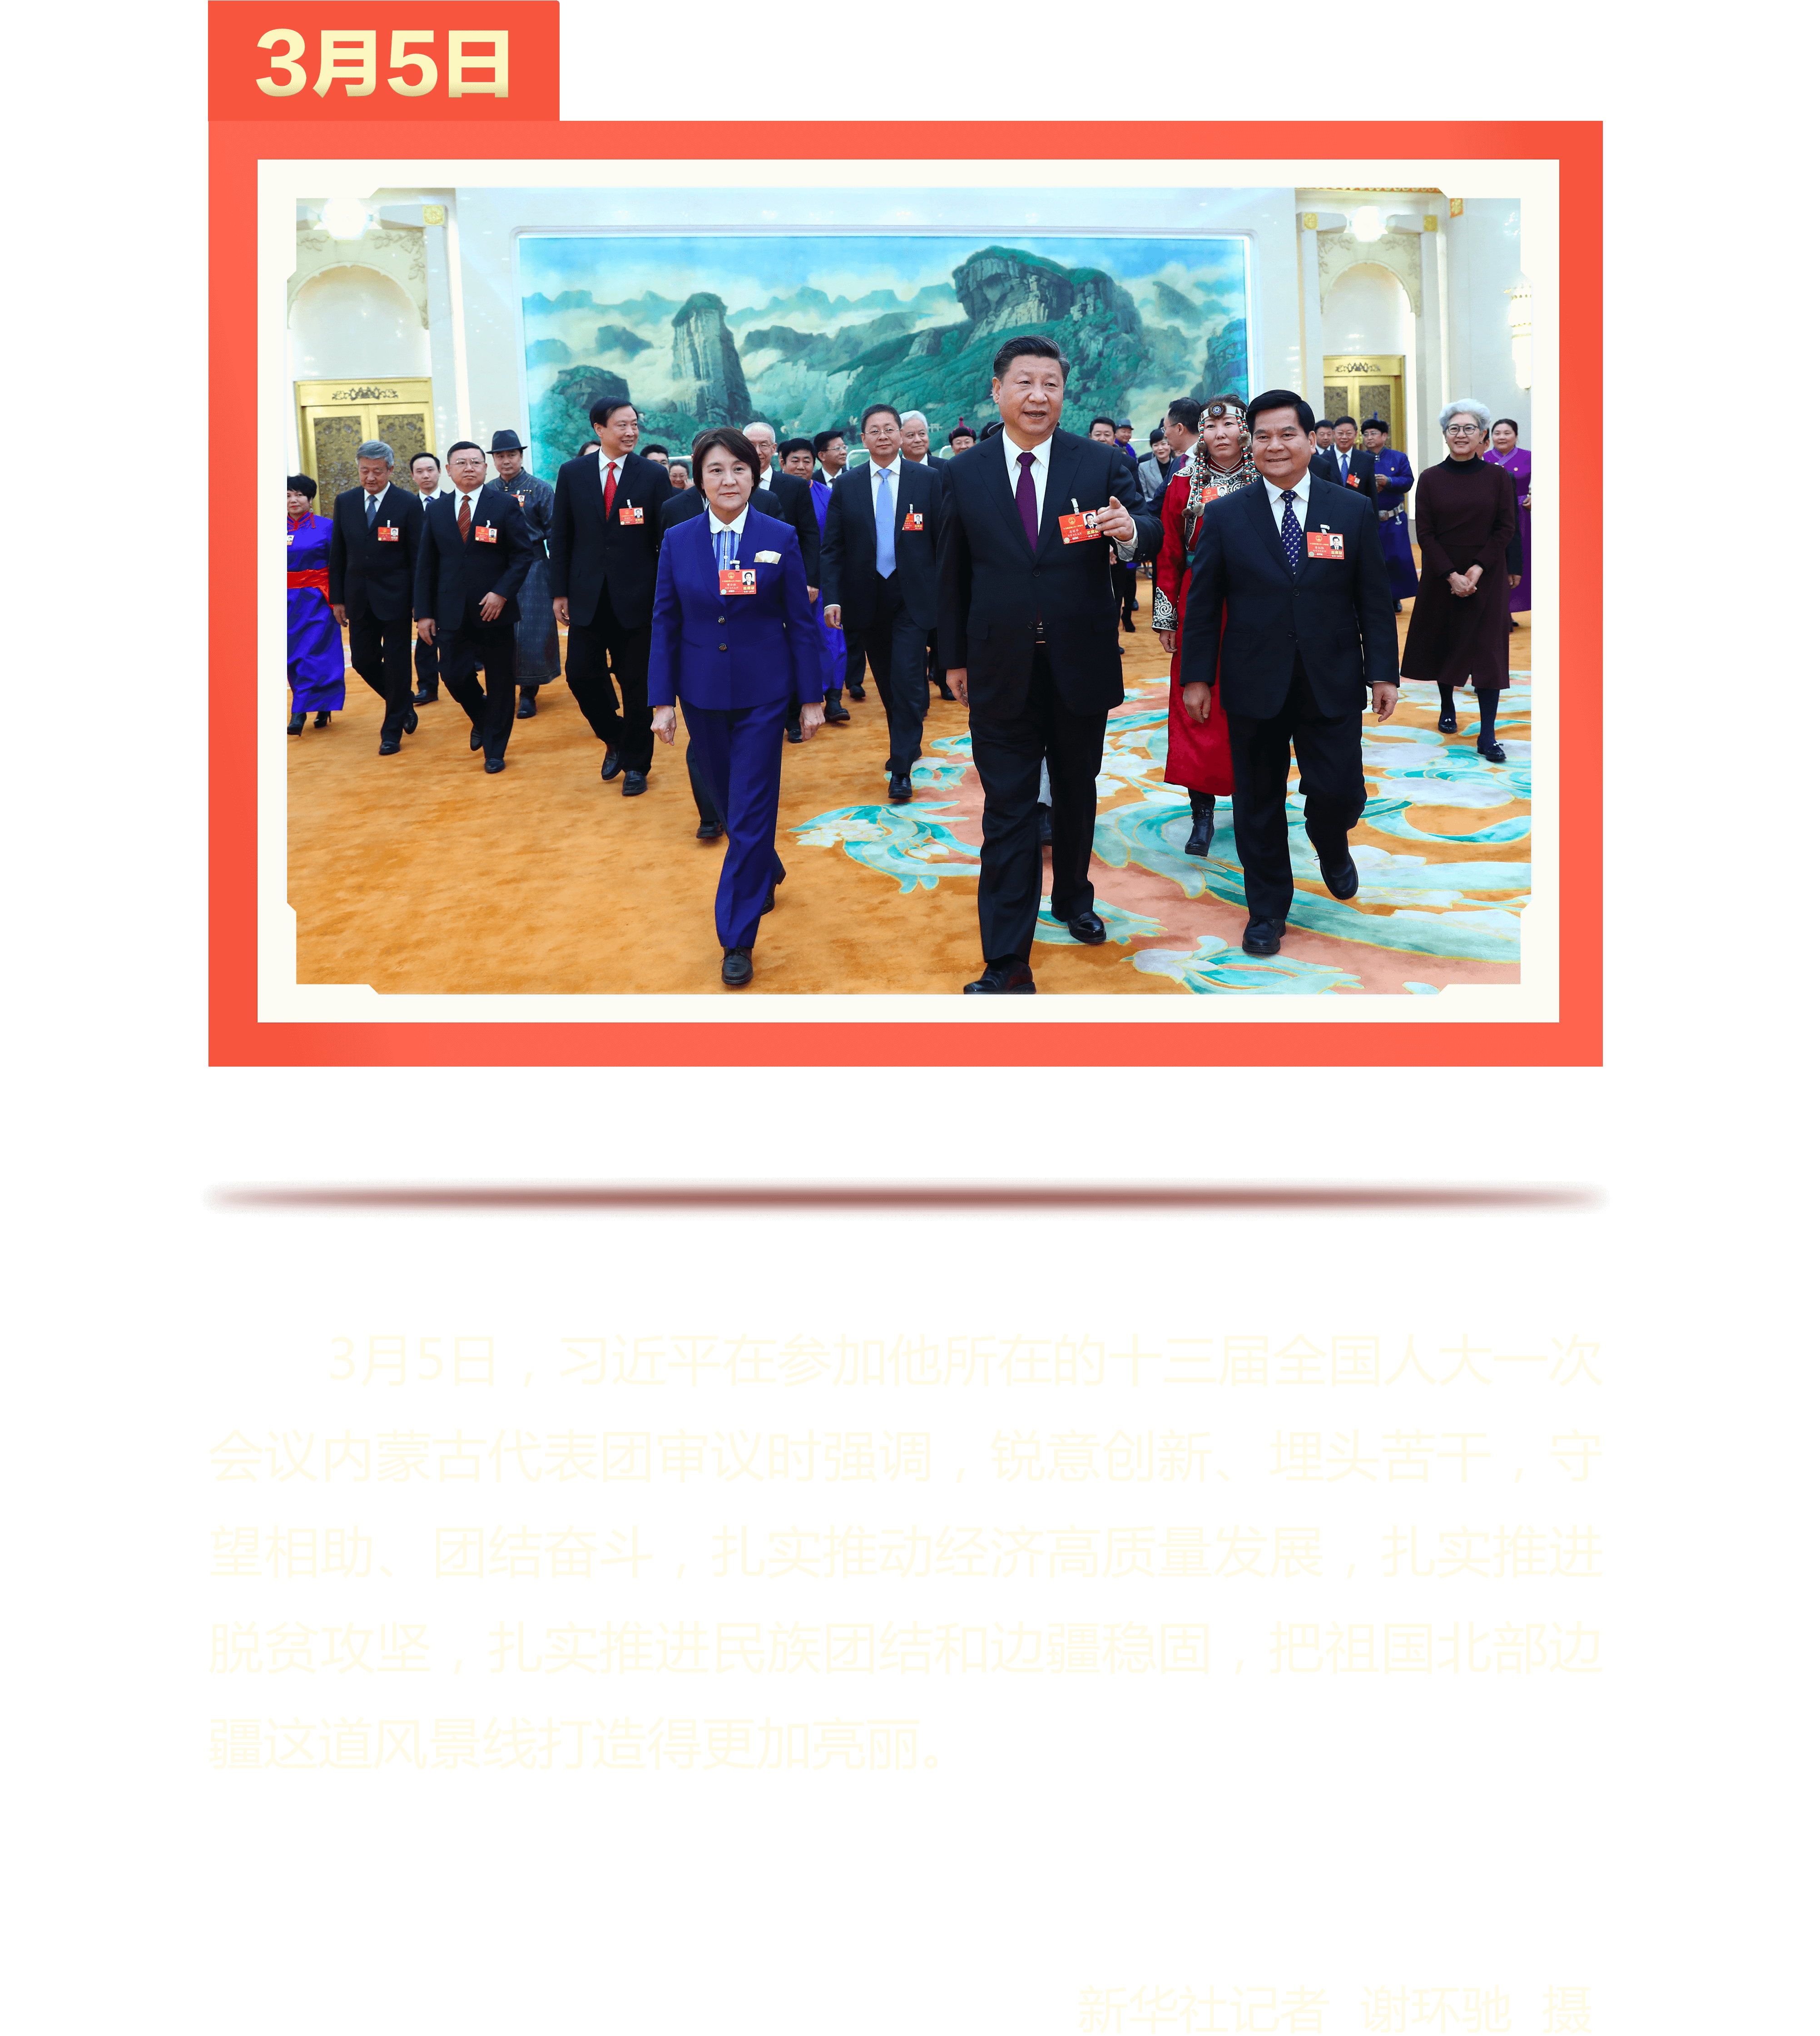 3月5日
3月5日，习近平在参加他所在的十三届全国人大一次
会议内蒙古代表团审议时强调，锐意创新、埋头苦干，守
望相助、团结奋斗，扎实推动经济高质量发展，扎实推进
脱贫攻坚，扎实推进民族团结和边疆稳固，把祖国北部边
疆这道风景线打造得更加亮丽。
新华社记者 谢环驰 摄